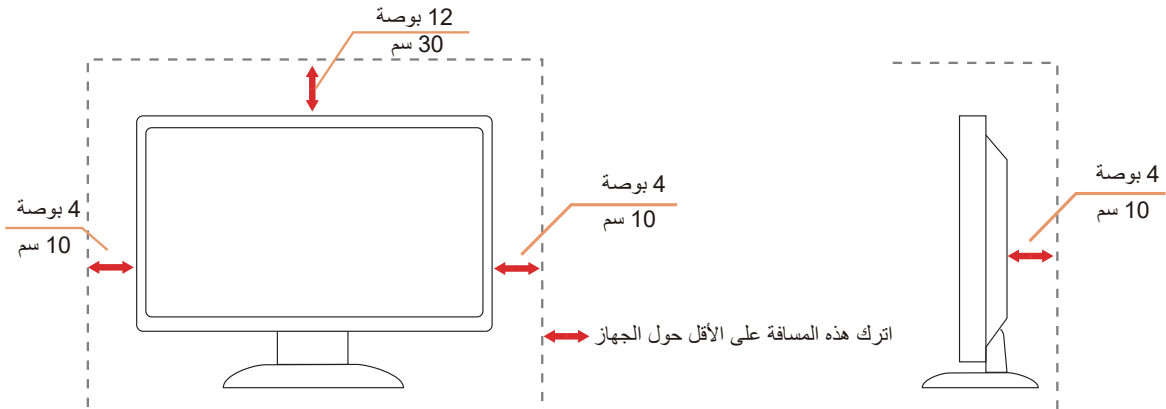 12 بوصة
30 سم
4 بوصة
10 سم
4 بوصة
10 سم
4 بوصة
10 سم
اترك هذه المسافة على الأقل حول الجهاز